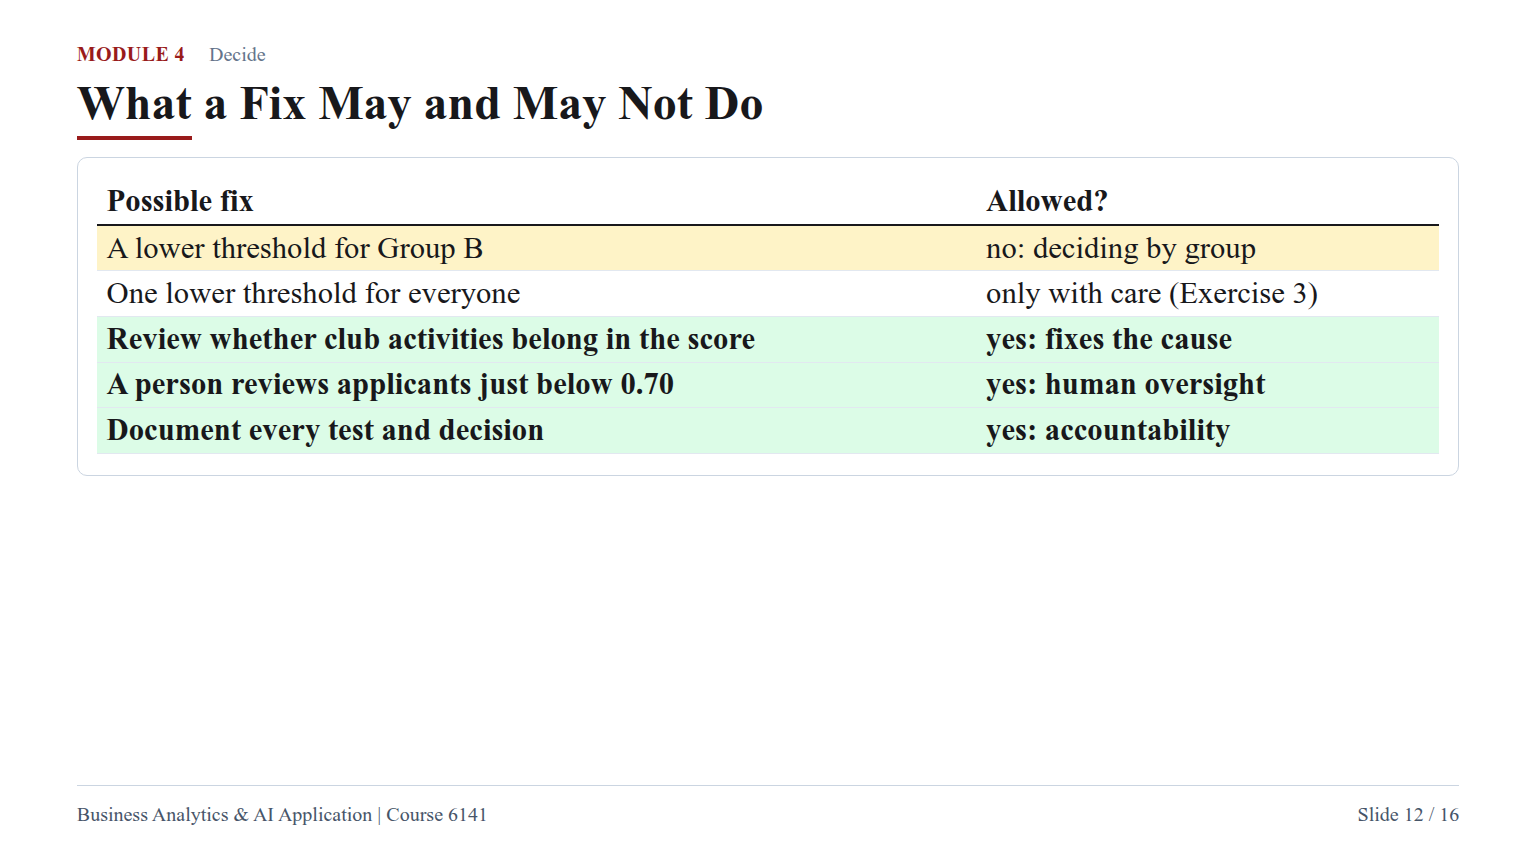 MODULE 4 Decide
What a Fix May and May Not Do
Possible fix Allowed?
A lower threshold for Group B no: deciding by group
One lower threshold for everyone only with care (Exercise 3)
Review whether club activities belong in the score yes: fixes the cause
A person reviews applicants just below 0.70 yes: human oversight
Document every test and decision yes: accountability
Business Analytics & AI Application | Course 6141 Slide 12 / 16